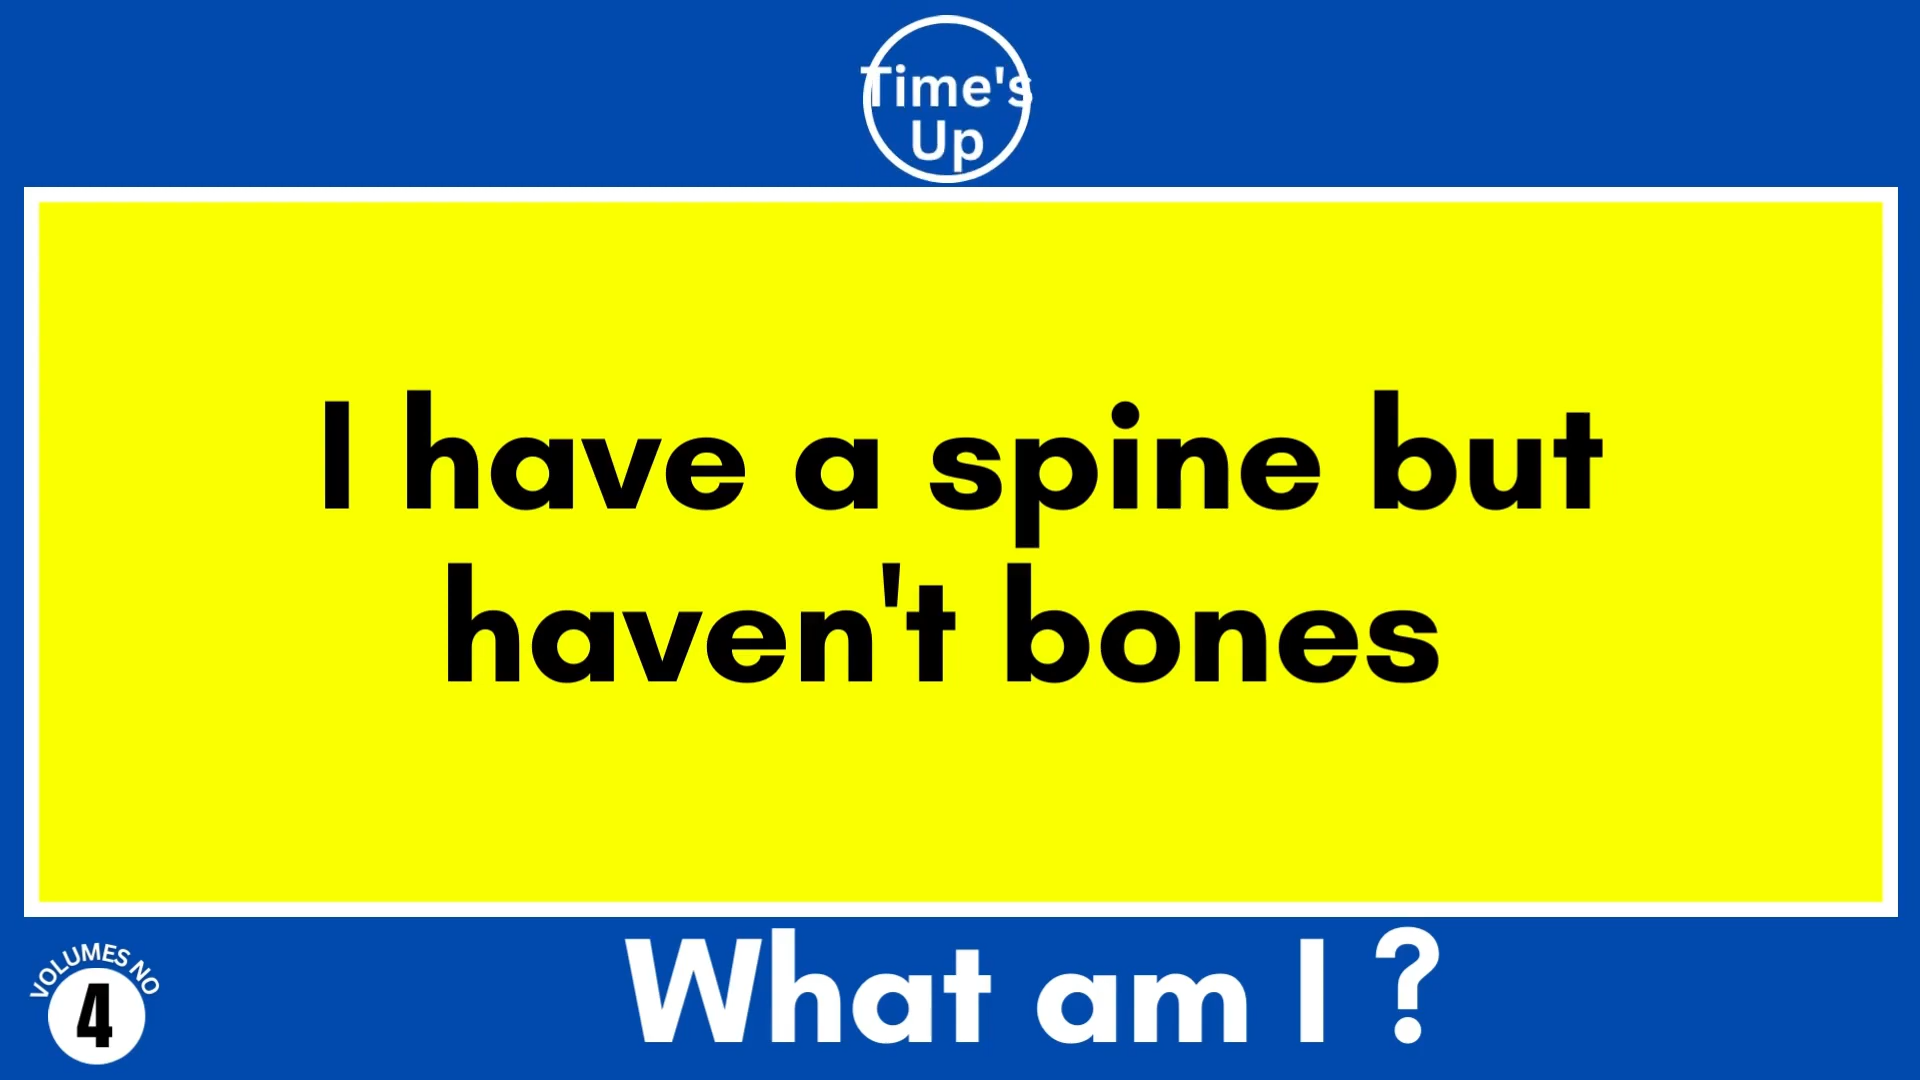 Time's
Up
I have a spine but
haven't bones
What am I ?
VOLUMES NO
4